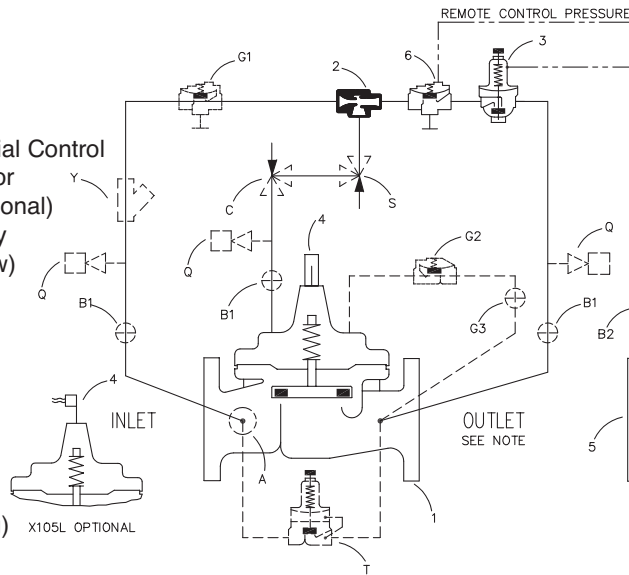 REMOTE CONTROL PRESSURE
G1
2
6
3
ial Control
or
onal)
y
w)
Y
C
S
Q
Q
4
G2
Q
B1
B1
G3
B1
B2
4
INLET
OUTLET
SEE NOTE
A
5
1
)
X105L OPTIONAL
T